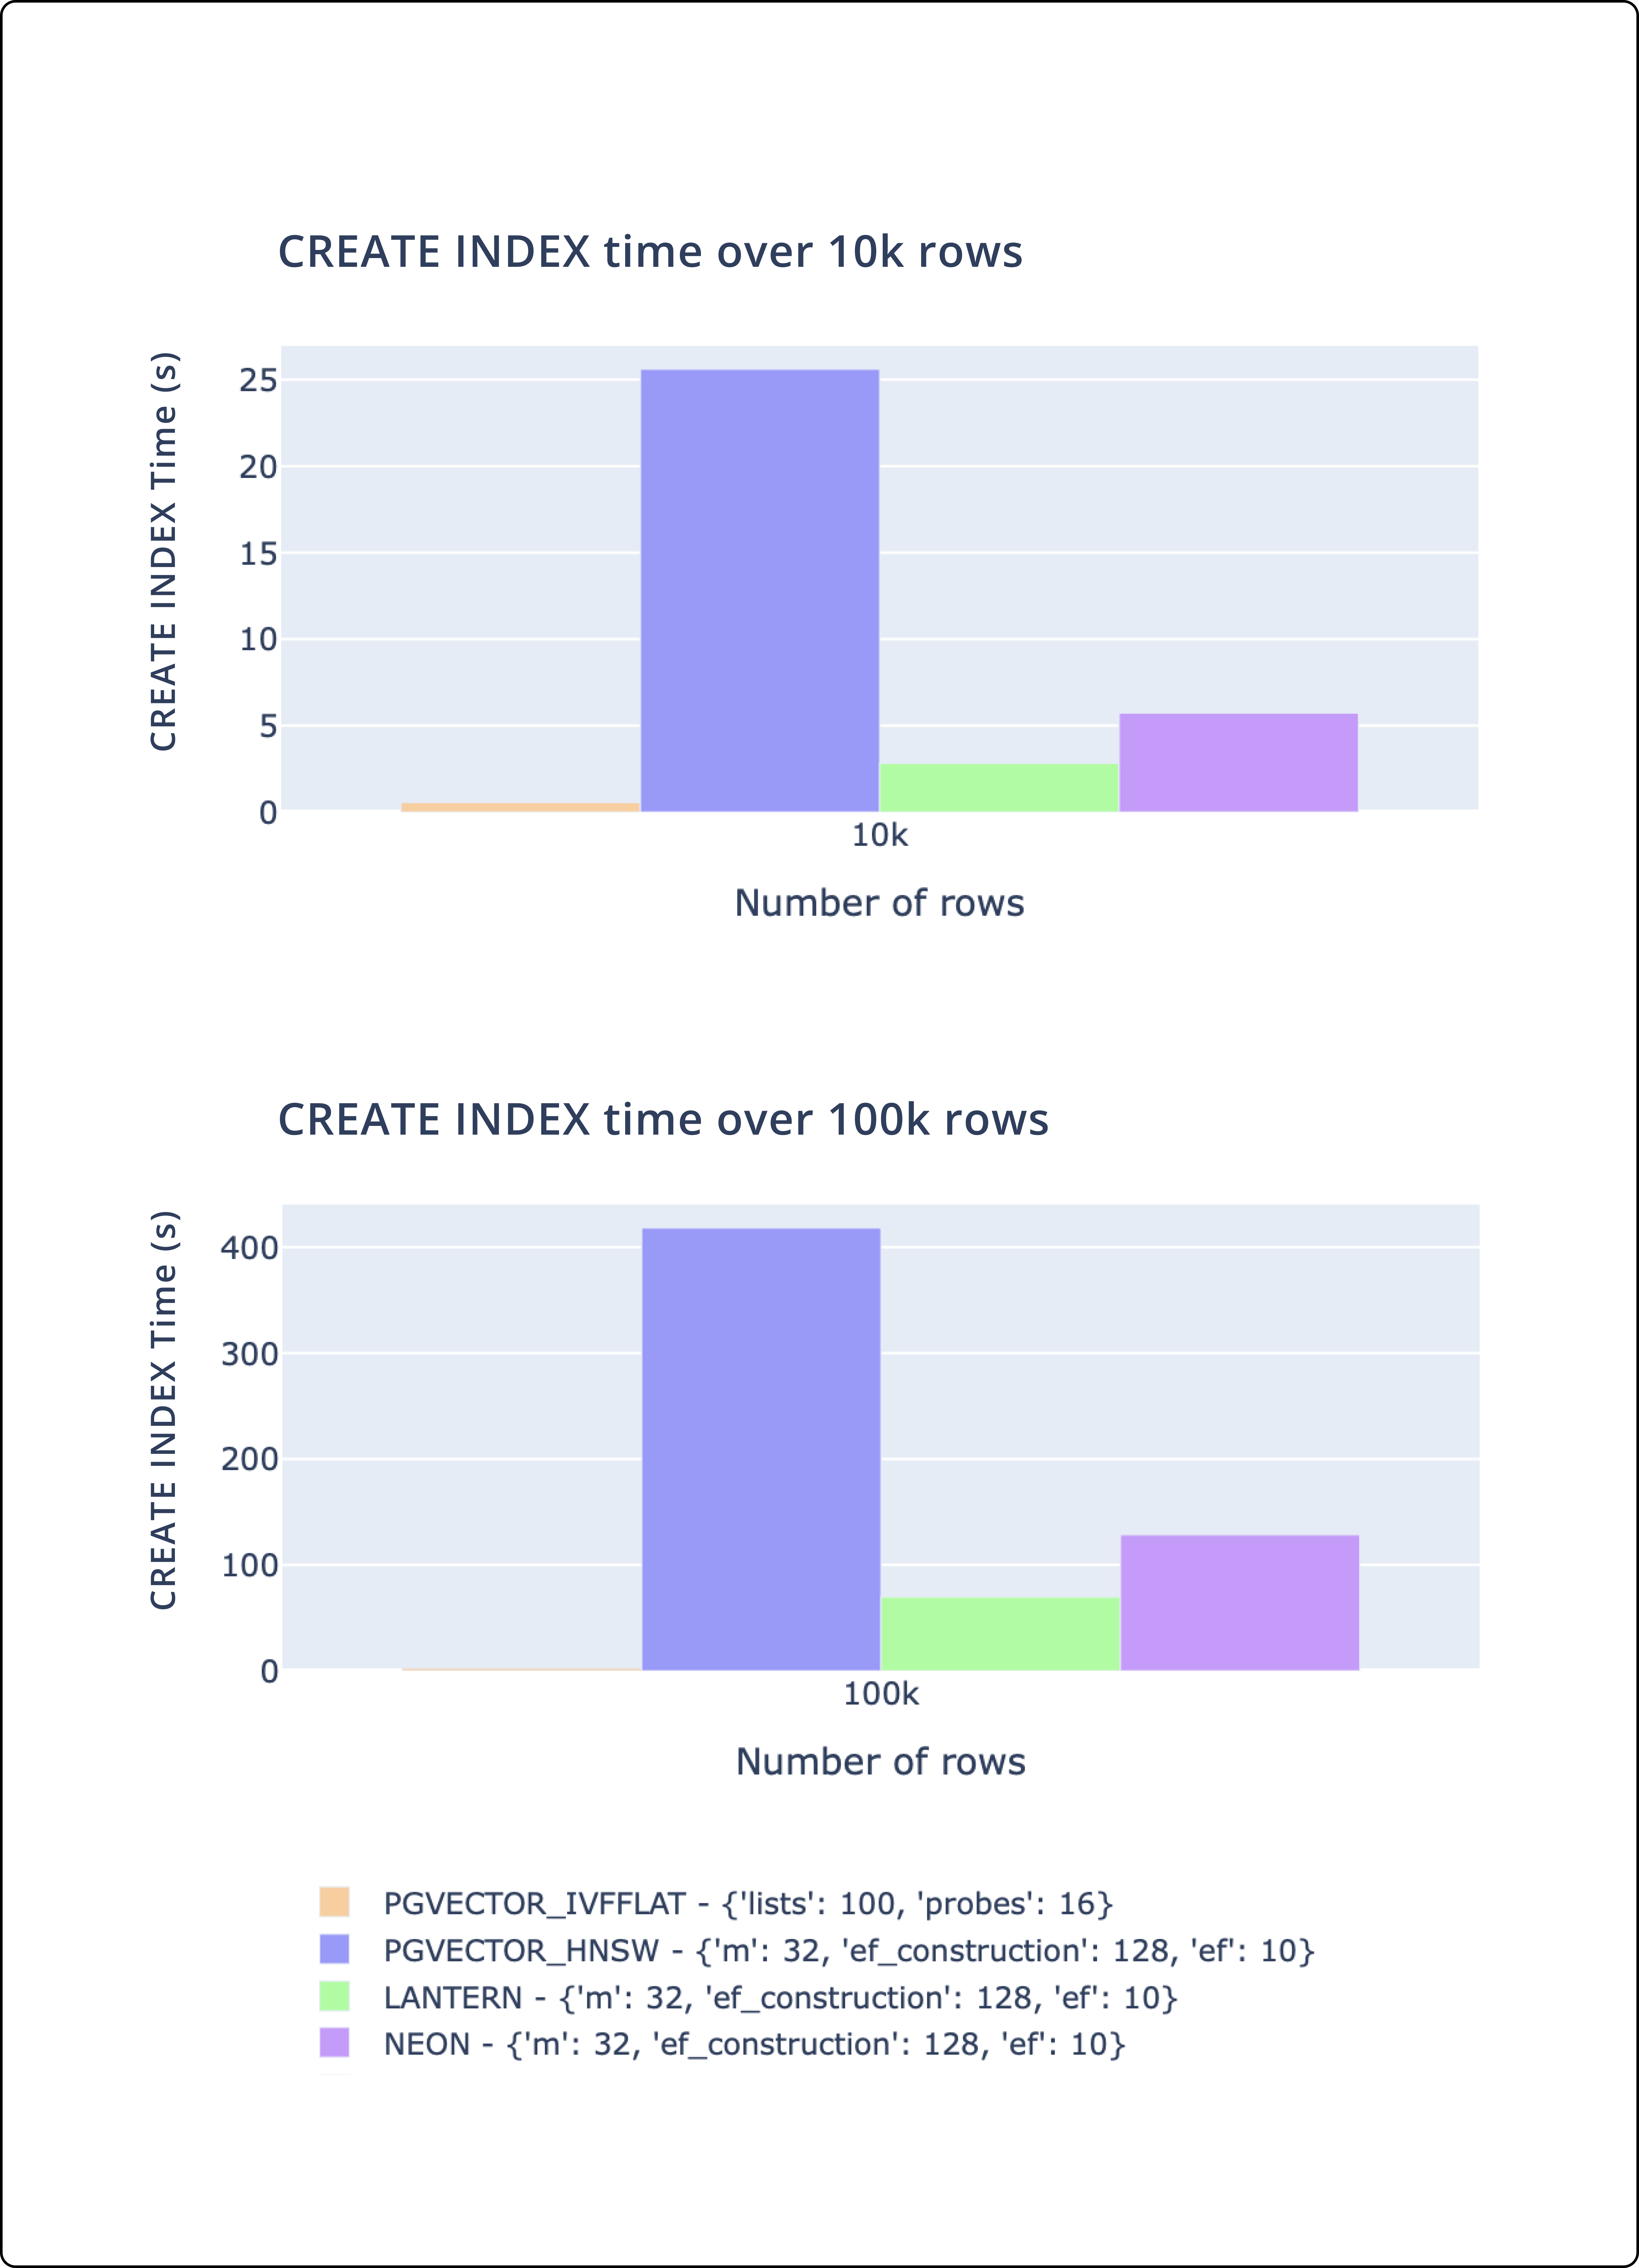 CREATE INDEX time over 10k rows
CREATE INDEX Time (s)
25
20
15
10
5
0
10k
Number of rows
CREATE INDEX time over 100k rows
CREATE INDEX Time (s)
400
300
200
100
0
100k
Number of rows
PGVECTOR_IVFFLAT - {'lists': 100, 'probes': 16}
PGVECTOR_HNSW - {'m': 32, 'ef_construction': 128, 'ef': 10}
LANTERN - {'m': 32, 'ef_construction': 128, 'ef': 10}
NEON - {'m': 32, 'ef_construction': 128, 'ef': 10}